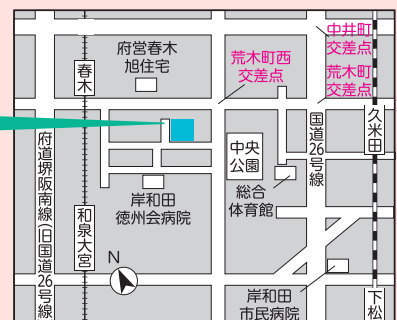 中井町
交差点
府営春木
旭住宅
荒木町西
交差点
荒木町
交差点
春木
久米田
国道26号線
中央
公園
府道堺阪南線(旧国道26号線
総合
体育館
岸和田
徳州会病院
和泉大宮
N
岸和田
市民病院
下松